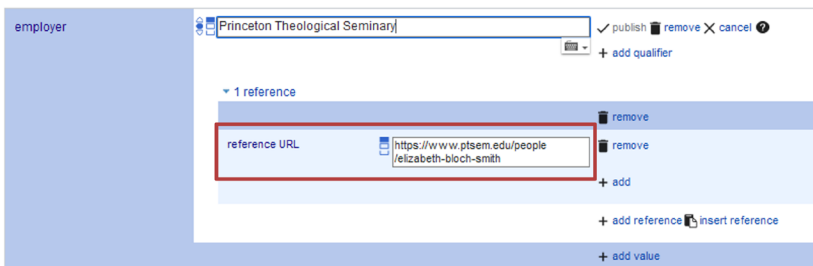 employer
Princeton Theological Seminary
publish remove cancel
+ add qualifier
1 reference
remove
reference URL
https://www.ptsem.edu/people
/elizabeth-bloch-smith
remove
+ add
+ add reference insert reference
+ add value